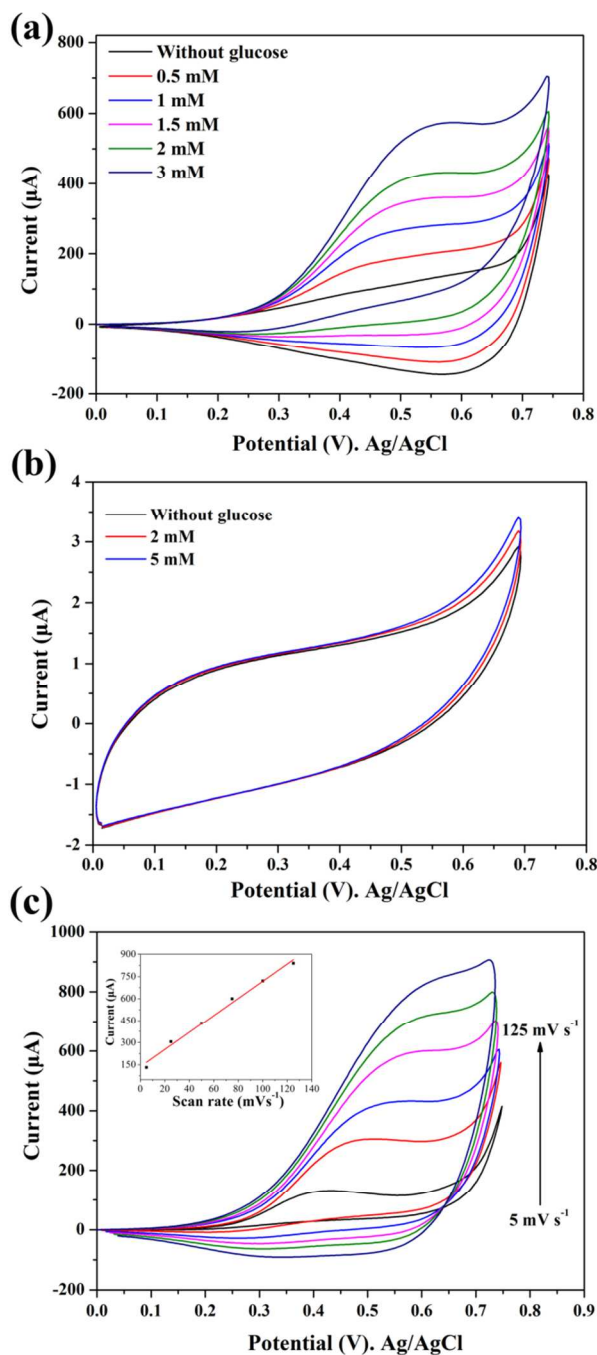 (a)
800
600
400
200
0
-200
Current (µA)
Without glucose
0.5 mM
1 mM
1.5 mM
2 mM
3 mM
0.0 0.1 0.2 0.3 0.4 0.5 0.6 0.7 0.8
Potential (V). Ag/AgCl
(b)
4
3
2
1
0
-1
-2
Current (µA)
Without glucose
2 mM
5 mM
0.0 0.1 0.2 0.3 0.4 0.5 0.6 0.7 0.8
Potential (V). Ag/AgCl
(c)
1000
800
600
400
200
0
-200
Current (µA)
900
750
600
450
300
150
Current (µA)
0 20 40 60 80 100 120 140
Scan rate (mVs⁻¹)
125 mV s⁻¹
5 mV s⁻¹
0.0 0.1 0.2 0.3 0.4 0.5 0.6 0.7 0.8
Potential (V). Ag/AgCl